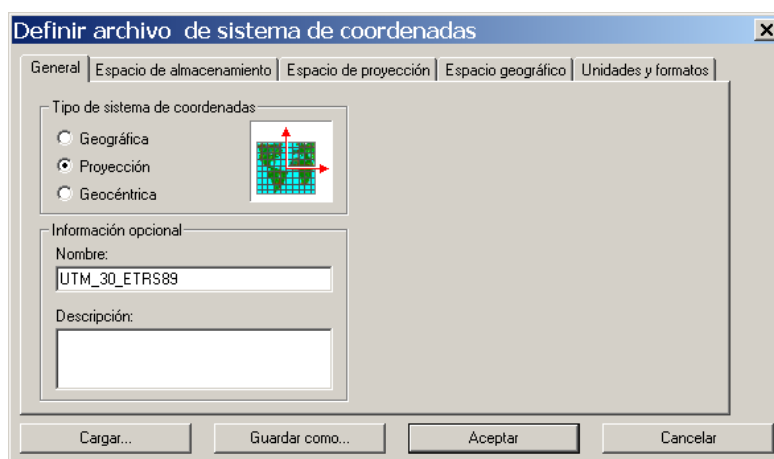 Definir archivo de sistema de coordenadas
General Espacio de almacenamiento Espacio de proyección Espacio geográfico Unidades y formatos
Tipo de sistema de coordenadas
Geográfica
Proyección
Geocéntrica
Información opcional
Nombre:
UTM_30_ETRS89
Descripción:
Cargar... Guardar como... Aceptar Cancelar